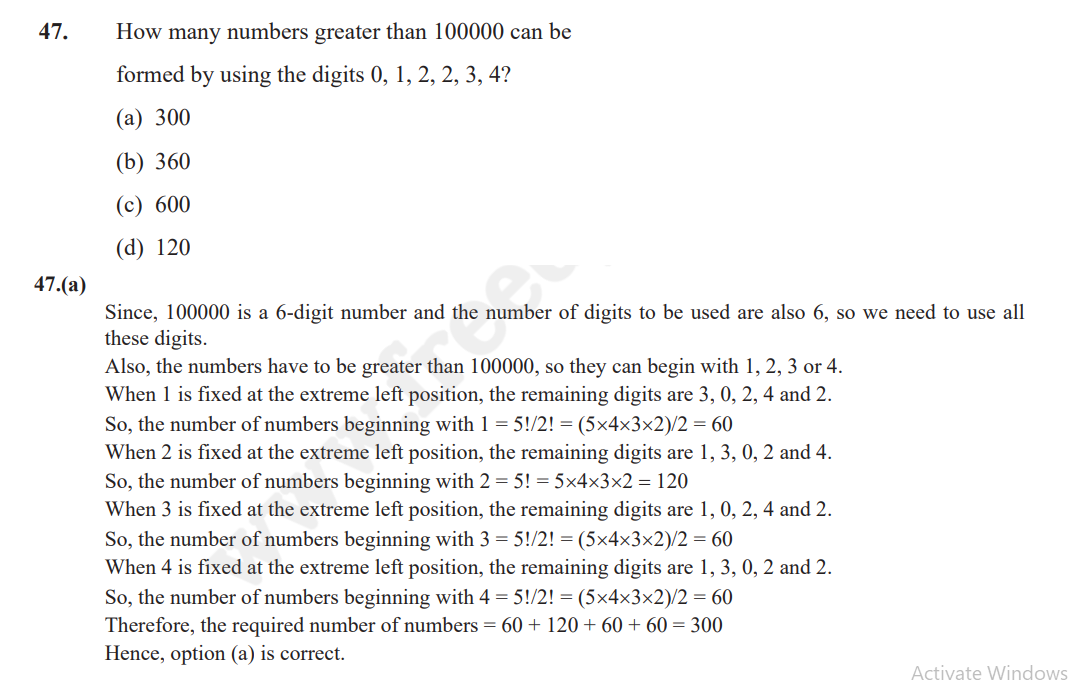 47. How many numbers greater than 100000 can be
formed by using the digits 0, 1, 2, 2, 3, 4?
(a) 300
(b) 360
(c) 600
(d) 120
47.(a)
Since, 100000 is a 6-digit number and the number of digits to be used are also 6, so we need to use all
these digits.
Also, the numbers have to be greater than 100000, so they can begin with 1, 2, 3 or 4.
When 1 is fixed at the extreme left position, the remaining digits are 3, 0, 2, 4 and 2.
So, the number of numbers beginning with 1 = 5!/2! = (5×4×3×2)/2 = 60
When 2 is fixed at the extreme left position, the remaining digits are 1, 3, 0, 2 and 4.
So, the number of numbers beginning with 2 = 5! = 5×4×3×2 = 120
When 3 is fixed at the extreme left position, the remaining digits are 1, 0, 2, 4 and 2.
So, the number of numbers beginning with 3 = 5!/2! = (5×4×3×2)/2 = 60
When 4 is fixed at the extreme left position, the remaining digits are 1, 3, 0, 2 and 2.
So, the number of numbers beginning with 4 = 5!/2! = (5×4×3×2)/2 = 60
Therefore, the required number of numbers = 60 + 120 + 60 + 60 = 300
Hence, option (a) is correct.
Activate Windows